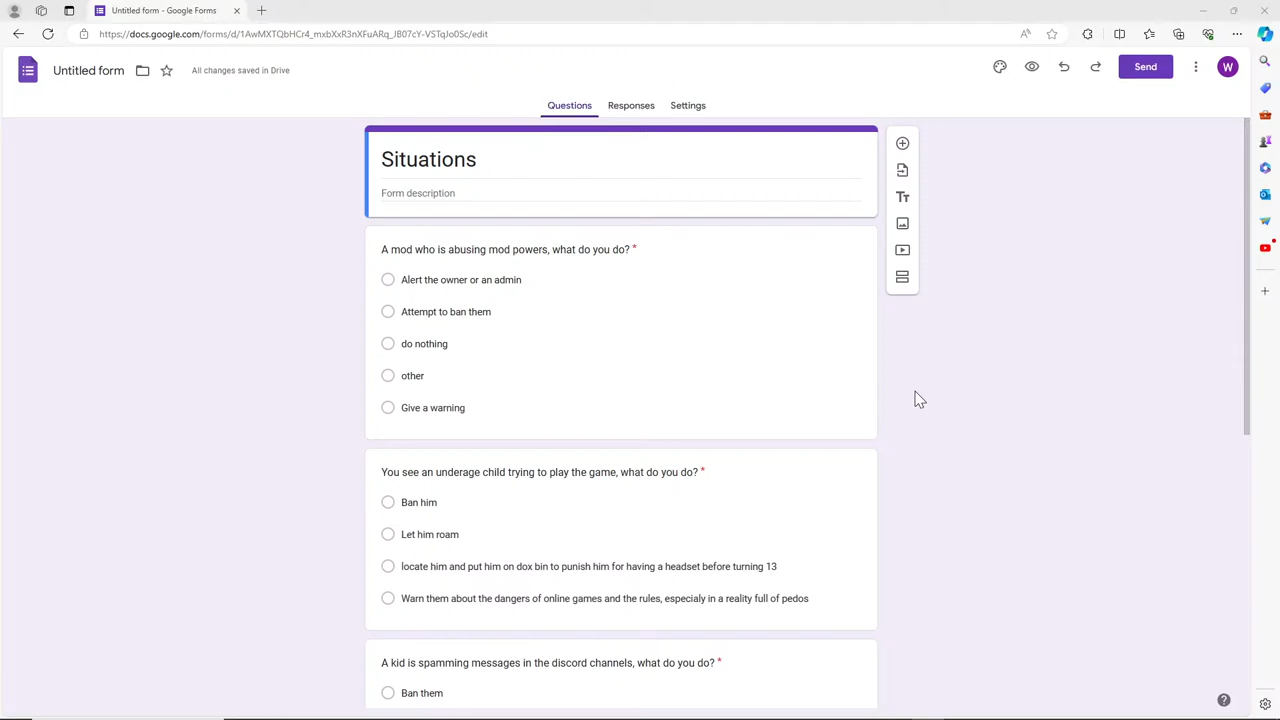 Untitled form - Google Forms
https://docs.google.com/forms/d/1AwMXTQbHCr4_mxbXxR3nXFuARq_JB07cY-VSTqJo0Sc/edit
Untitled form
All changes saved in Drive
Send
W
Questions
Responses
Settings
Situations
Form description
A mod who is abusing mod powers, what do you do? *
Alert the owner or an admin
Attempt to ban them
do nothing
other
Give a warning
You see an underage child trying to play the game, what do you do? *
Ban him
Let him roam
locate him and put him on dox bin to punish him for having a headset before turning 13
Warn them about the dangers of online games and the rules, especialy in a reality full of pedos
A kid is spamming messages in the discord channels, what do you do? *
Ban them